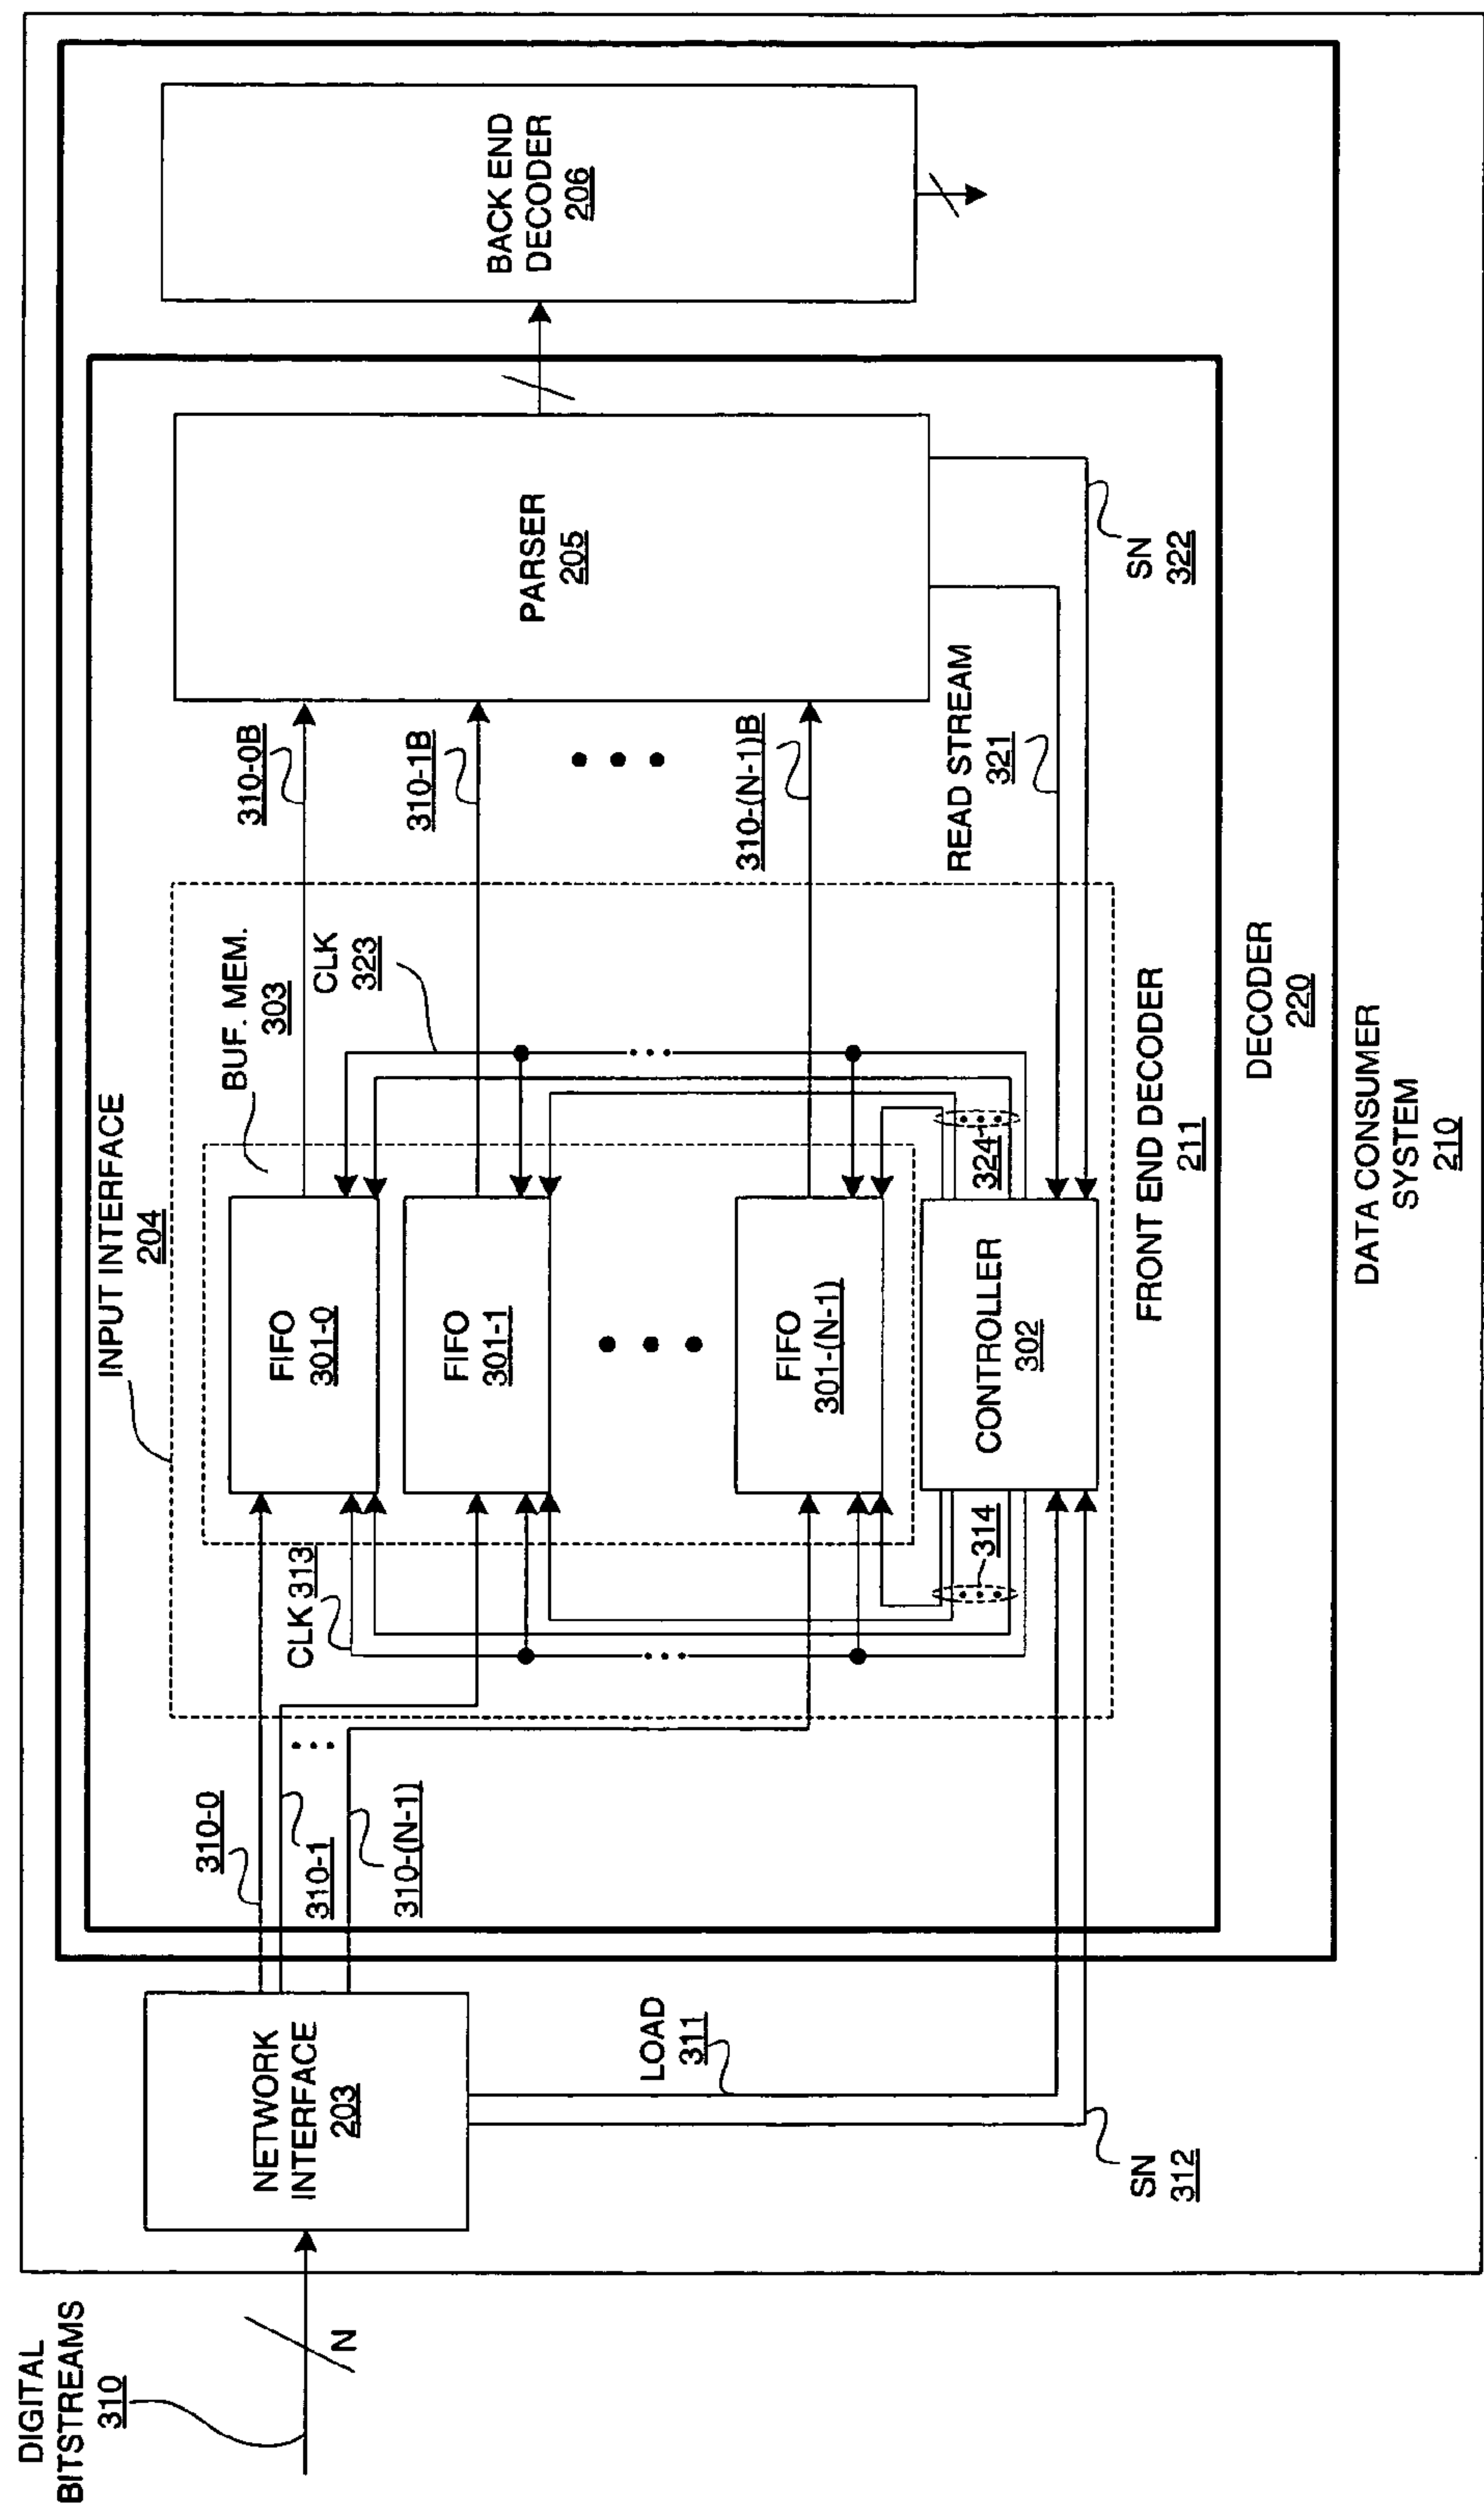 DIGITAL
BITSTREAMS
310
N
NETWORK
INTERFACE
203
LOAD
311
SN
312
310-0
310-1
310-(N-1)
INPUT INTERFACE
204
BUF. MEM.
303
CLK 313
CLK
323
FIFO
301-0
FIFO
301-1
FIFO
301-(N-1)
CONTROLLER
302
314
324
310-0B
310-1B
310-(N-1)B
READ STREAM
321
SN
322
PARSER
205
BACK END
DECODER
206
FRONT END DECODER
211
DECODER
220
DATA CONSUMER
SYSTEM
210